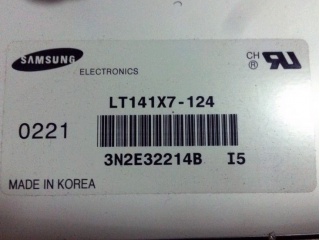 SAMSUNG
ELECTRONICS
CH
®
LT141X7-124
0221
3N2E32214B I5
MADE IN KOREA